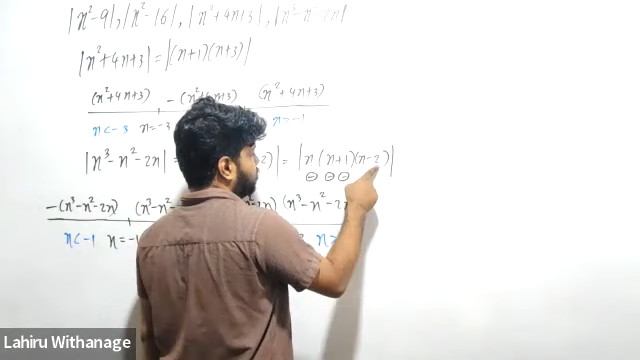 |x²-9|, |x²-16|, |x²+4x+3|, |x³-x²-2x|
|x²+4x+3| = |(x+1)(x+3)|
(x²+4x+3) -(x²+4x+3) (x²+4x+3)
x<-3 x=-3 x>-1
|x³-x²-2x| = 2)| = |x(x+1)(x-2)|
⊖ ⊖ ⊖
-(x³-x²-2x) (x³-x² 2x) (x³-x²-2x
x<-1 x=-1 x>
Lahiru Withanage